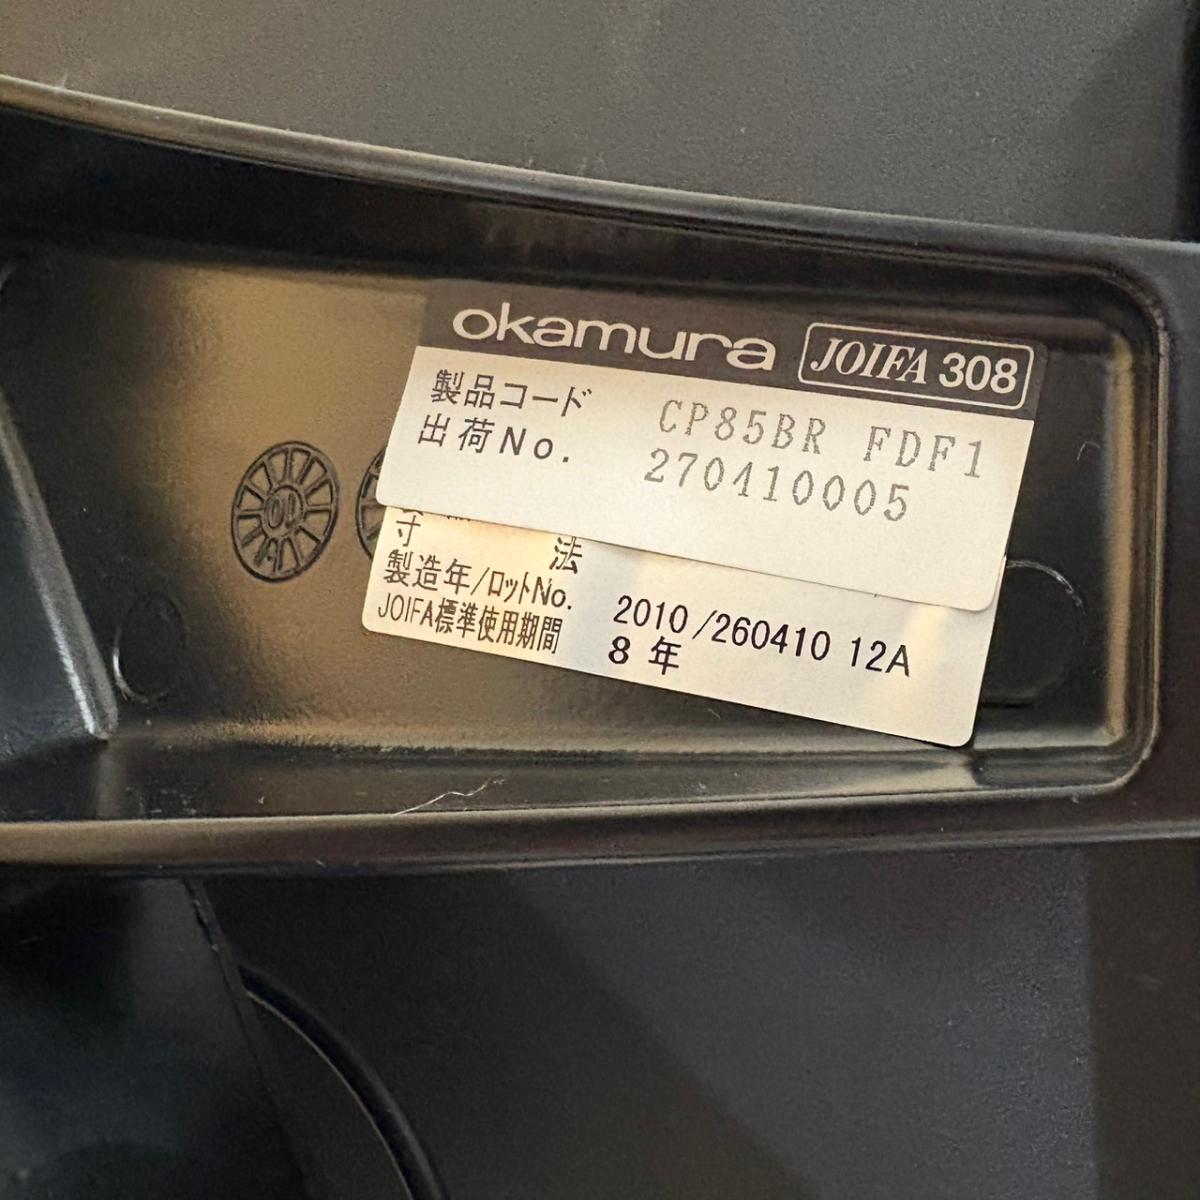 okamura JOIFA 308
製品コード CP85BR FDF1
出荷No. 270410005
寸 法
製造年/ロットNo. 2010/260410 12A
JOIFA標準使用期間 8年